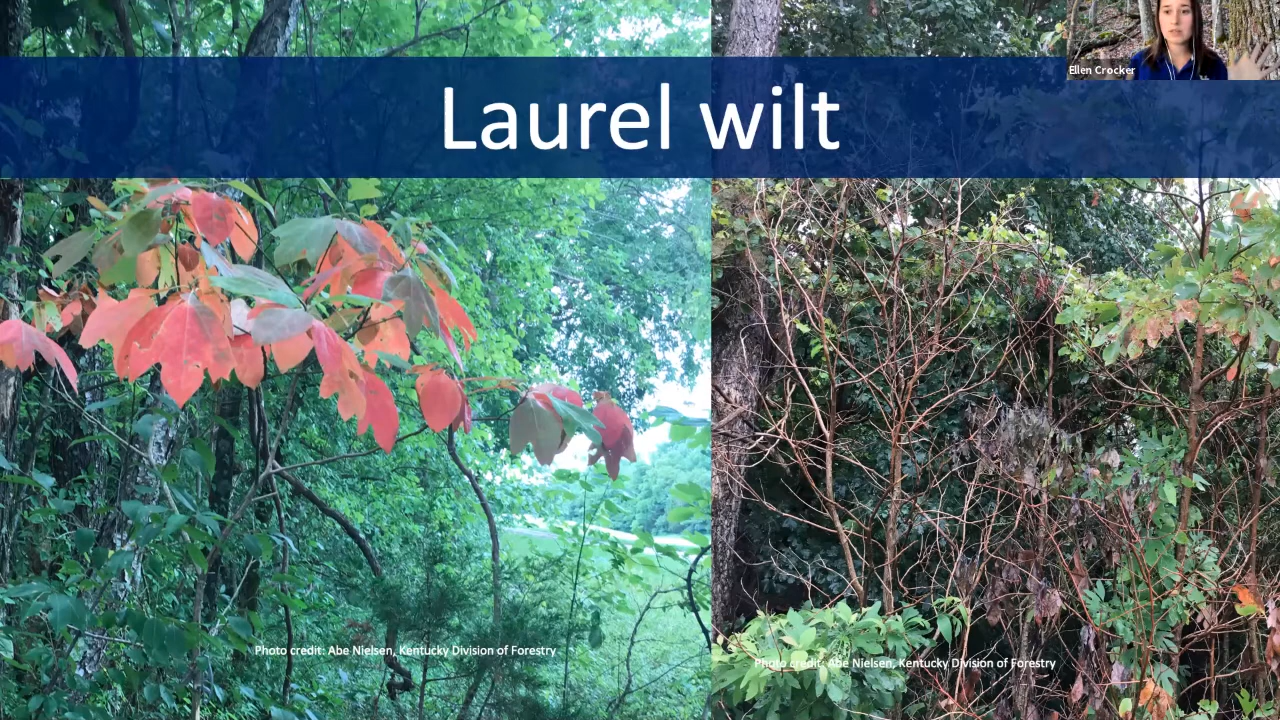 Ellen Crocker
Laurel wilt
Photo credit: Abe Nielsen, Kentucky Division of Forestry
Photo credit: Abe Nielsen, Kentucky Division of Forestry